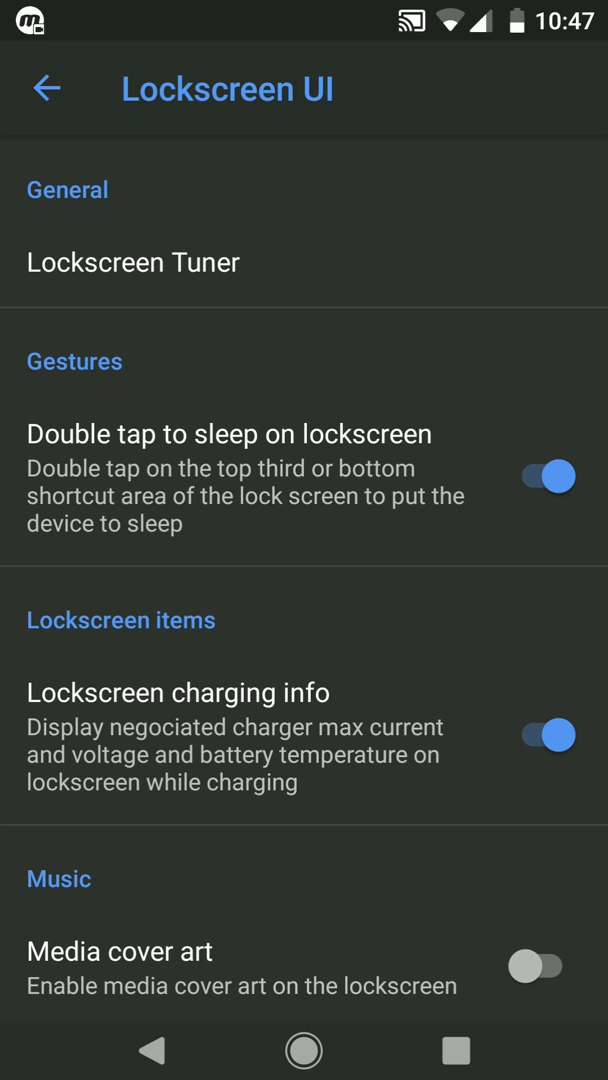 10:47
Lockscreen UI
General
Lockscreen Tuner
Gestures
Double tap to sleep on lockscreen
Double tap on the top third or bottom
shortcut area of the lock screen to put the
device to sleep
Lockscreen items
Lockscreen charging info
Display negociated charger max current
and voltage and battery temperature on
lockscreen while charging
Music
Media cover art
Enable media cover art on the lockscreen